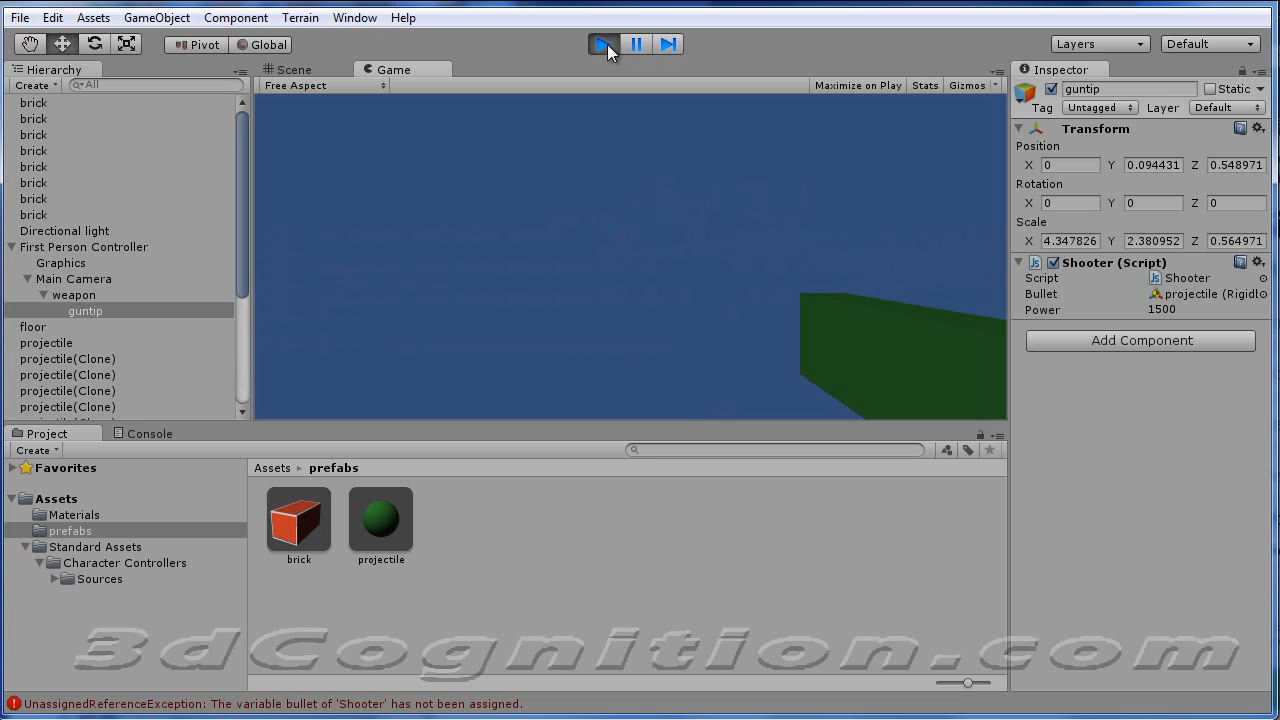 File Edit Assets GameObject Component Terrain Window Help
Pivot Global Layers Default
Hierarchy
Create All
brick
brick
brick
brick
brick
brick
brick
brick
Directional light
First Person Controller
Graphics
Main Camera
weapon
guntip
floor
projectile
projectile(Clone)
projectile(Clone)
projectile(Clone)
projectile(Clone)
Scene Game
Free Aspect Maximize on Play Stats Gizmos
Inspector
guntip Static
Tag Untagged Layer Default
Transform
Position
X 0 Y 0.094431 Z 0.548971
Rotation
X 0 Y 0 Z 0
Scale
X 4.347826 Y 2.380952 Z 0.564971
Shooter (Script)
Script Shooter
Bullet projectile (Rigid
Power 1500
Add Component
Project Console
Create
Favorites
Assets
Materials
prefabs
Standard Assets
Character Controllers
Sources
Assets ▸ prefabs
brick projectile
3dCognition.com
UnassignedReferenceException: The variable bullet of 'Shooter' has not been assigned.